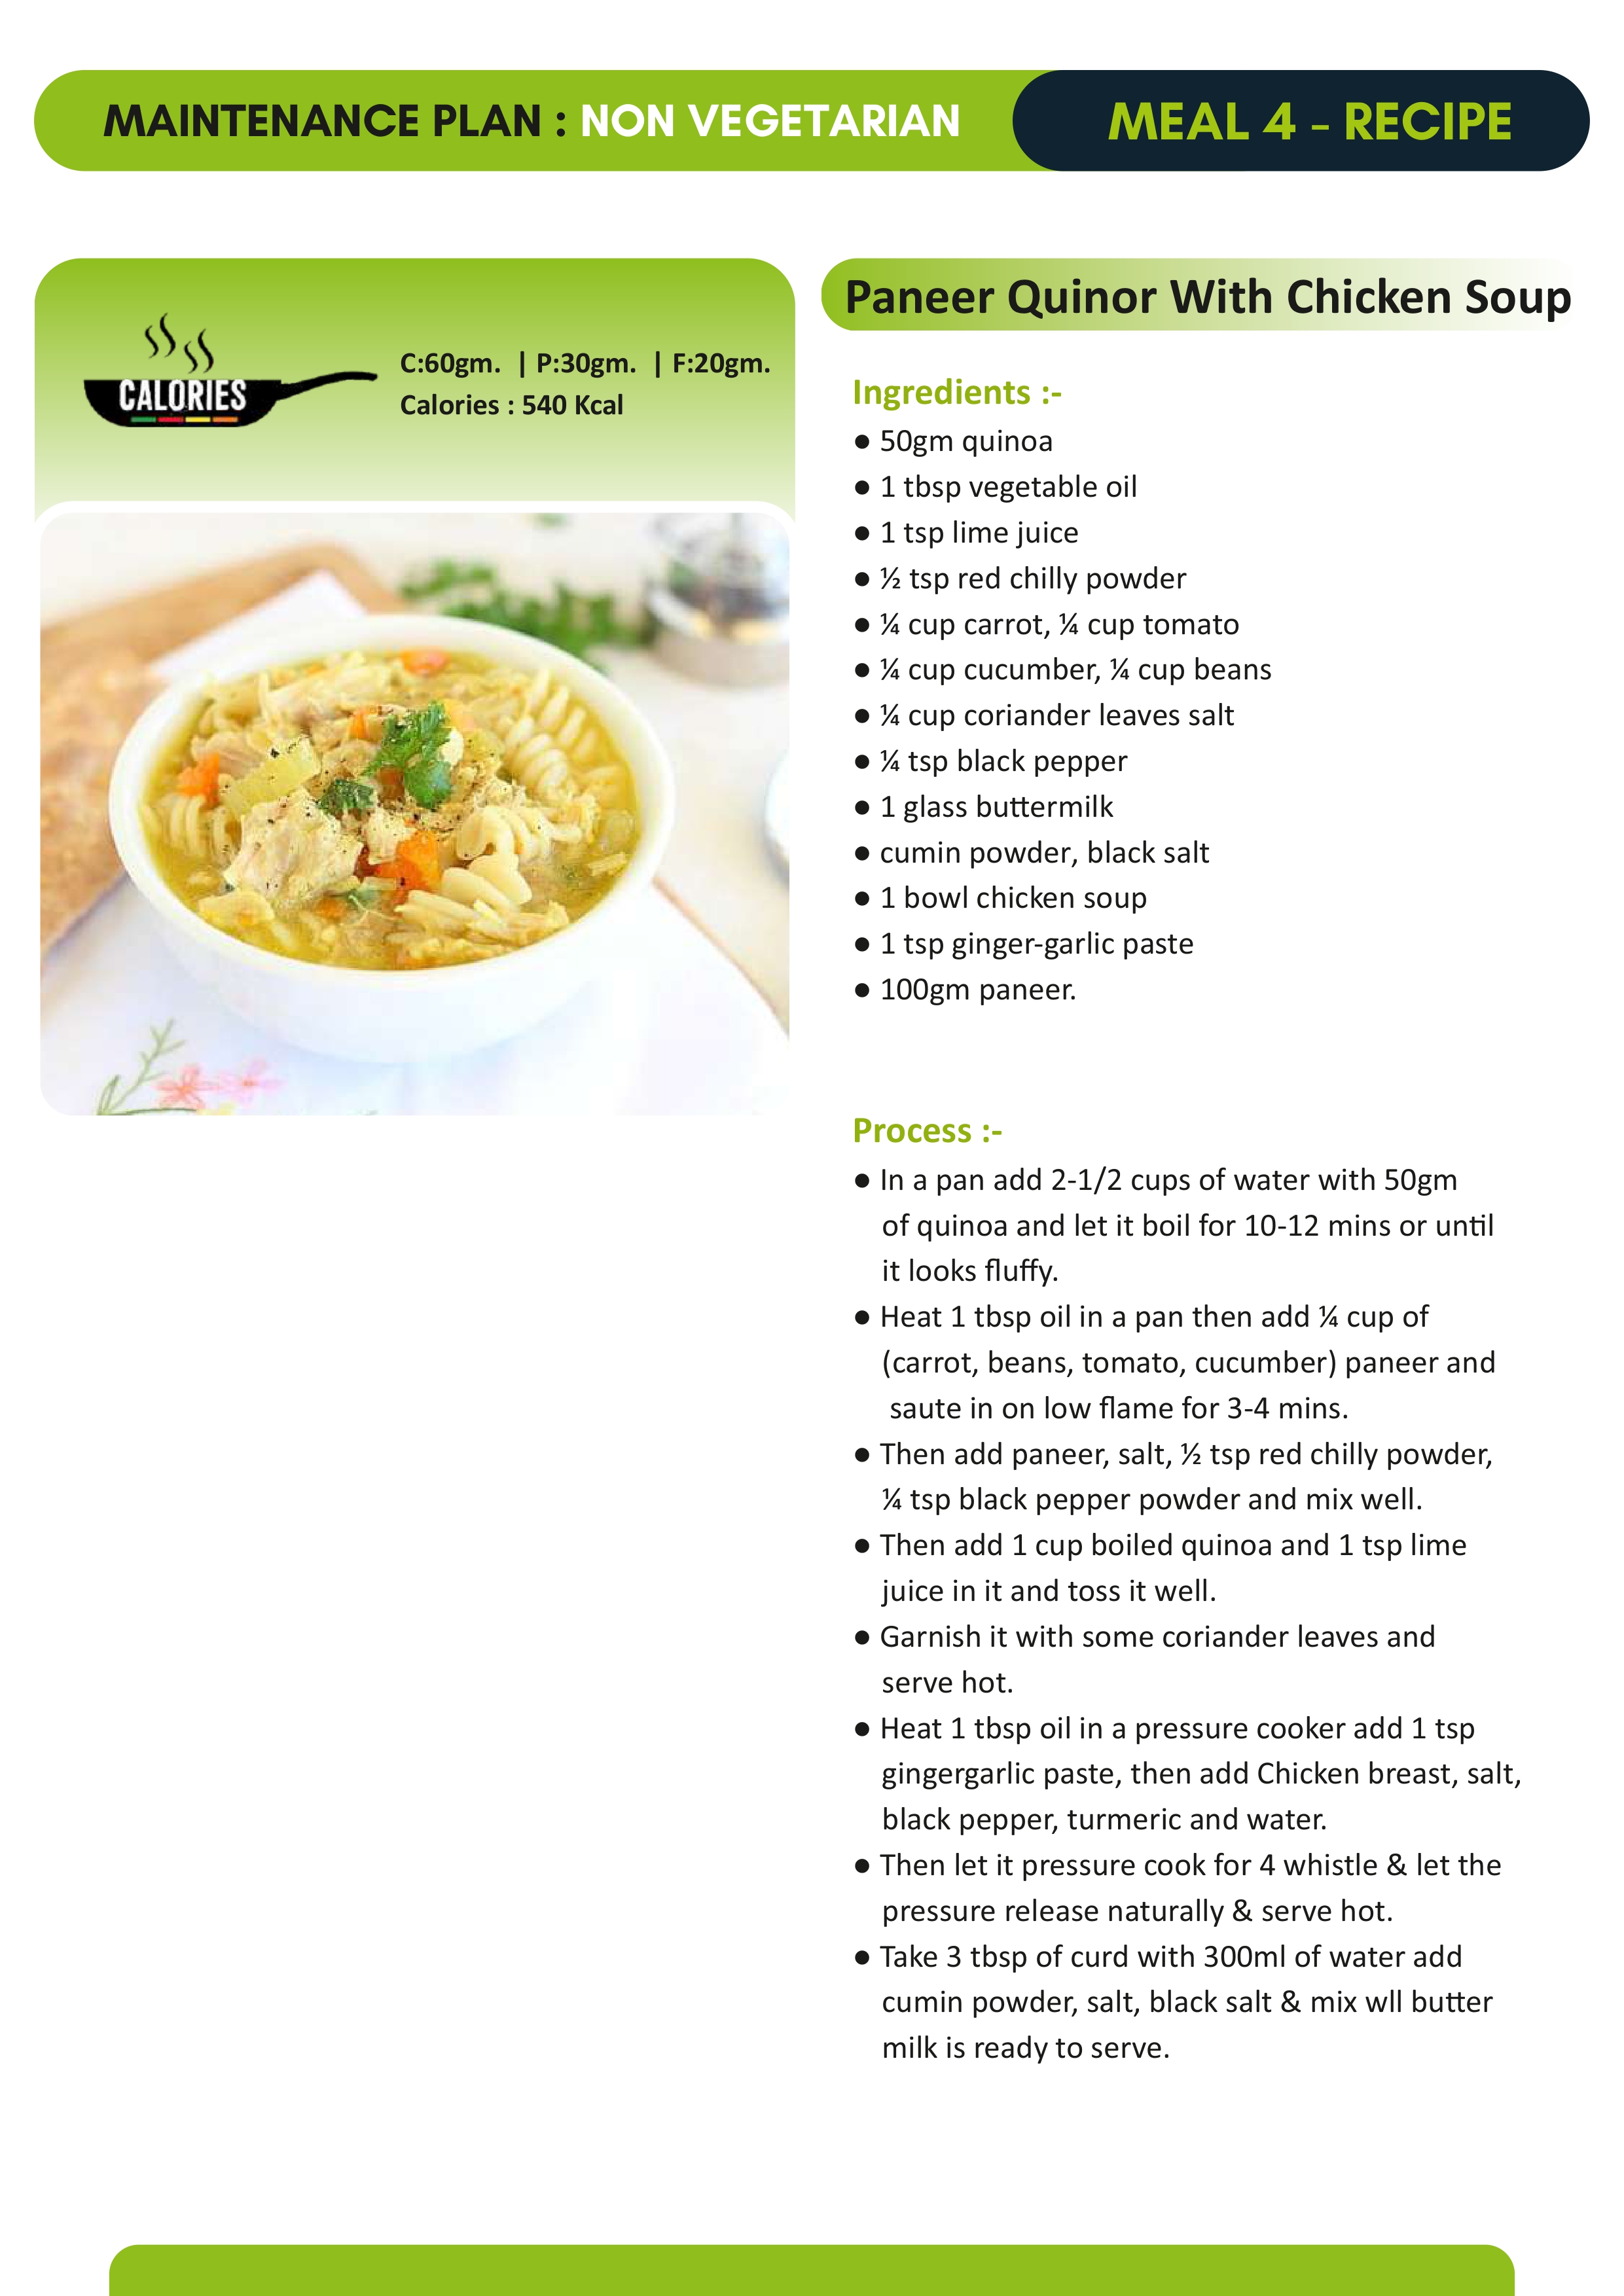 MAINTENANCE PLAN : NON VEGETARIAN
MEAL 4 - RECIPE
CALORIES
C:60gm. | P:30gm. | F:20gm.
Calories : 540 Kcal
Paneer Quinor With Chicken Soup
Ingredients :-
● 50gm quinoa
● 1 tbsp vegetable oil
● 1 tsp lime juice
● ½ tsp red chilly powder
● ¼ cup carrot, ¼ cup tomato
● ¼ cup cucumber, ¼ cup beans
● ¼ cup coriander leaves salt
● ¼ tsp black pepper
● 1 glass buttermilk
● cumin powder, black salt
● 1 bowl chicken soup
● 1 tsp ginger-garlic paste
● 100gm paneer.
Process :-
● In a pan add 2-1/2 cups of water with 50gm
of quinoa and let it boil for 10-12 mins or until
it looks fluffy.
● Heat 1 tbsp oil in a pan then add ¼ cup of
(carrot, beans, tomato, cucumber) paneer and
saute in on low flame for 3-4 mins.
● Then add paneer, salt, ½ tsp red chilly powder,
¼ tsp black pepper powder and mix well.
● Then add 1 cup boiled quinoa and 1 tsp lime
juice in it and toss it well.
● Garnish it with some coriander leaves and
serve hot.
● Heat 1 tbsp oil in a pressure cooker add 1 tsp
gingergarlic paste, then add Chicken breast, salt,
black pepper, turmeric and water.
● Then let it pressure cook for 4 whistle & let the
pressure release naturally & serve hot.
● Take 3 tbsp of curd with 300ml of water add
cumin powder, salt, black salt & mix wll butter
milk is ready to serve.